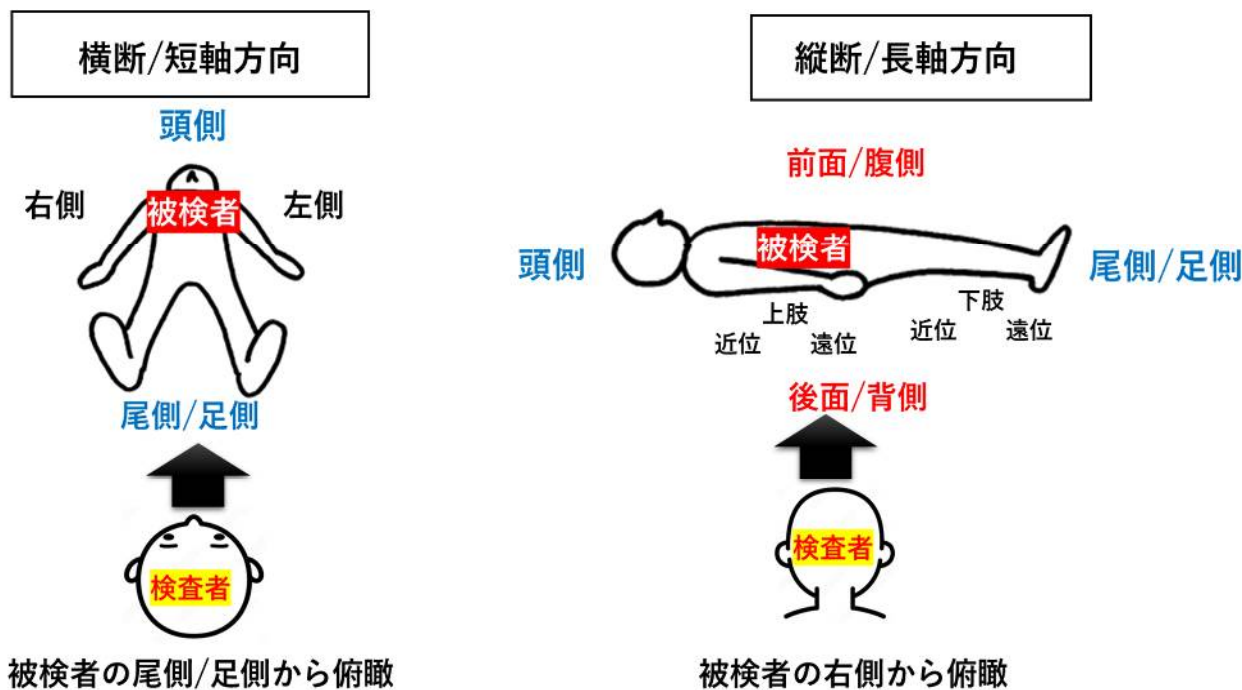 横断/短軸方向
頭側
右側
被検者
左側
尾側/足側
検査者
被検者の尾側/足側から俯瞰
縦断/長軸方向
前面/腹側
頭側
被検者
尾側/足側
上肢
下肢
近位
遠位
近位
遠位
後面/背側
検査者
被検者の右側から俯瞰